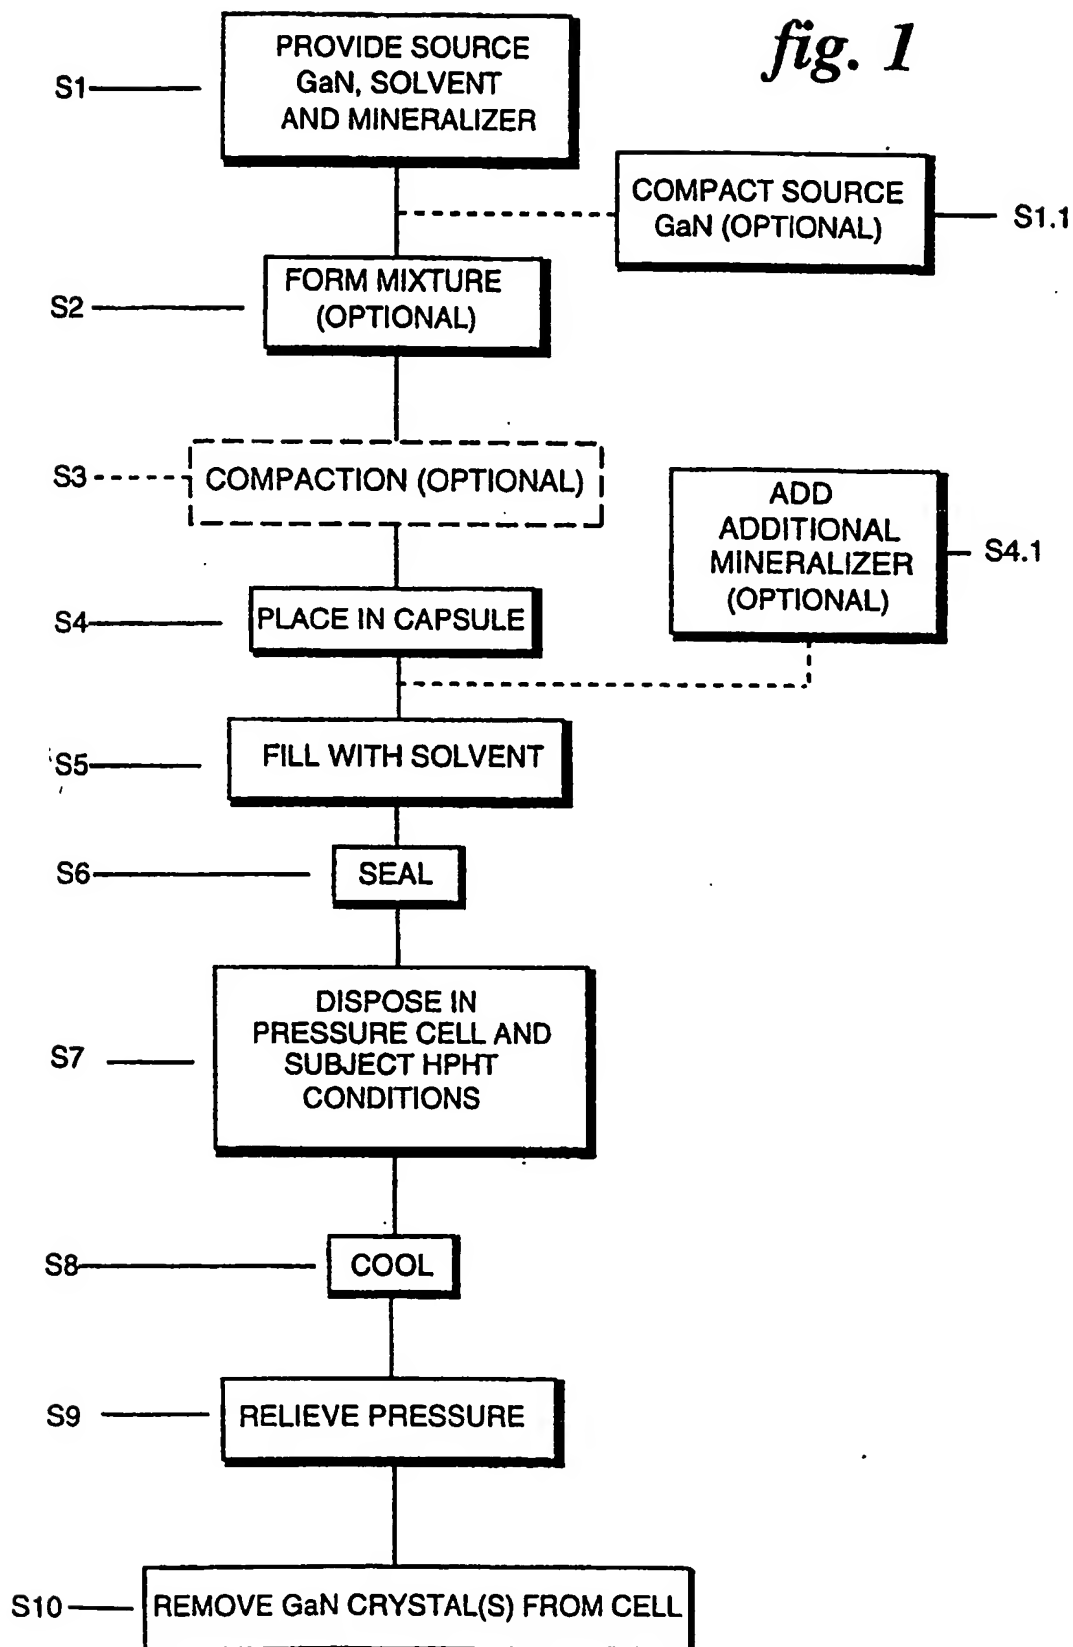 fig. 1
S1
PROVIDE SOURCE
GaN, SOLVENT
AND MINERALIZER
COMPACT SOURCE
GaN (OPTIONAL)
S1.1
S2
FORM MIXTURE
(OPTIONAL)
S3
COMPACTION (OPTIONAL)
ADD
ADDITIONAL
MINERALIZER
(OPTIONAL)
S4.1
S4
PLACE IN CAPSULE
S5
FILL WITH SOLVENT
S6
SEAL
S7
DISPOSE IN
PRESSURE CELL AND
SUBJECT HPHT
CONDITIONS
S8
COOL
S9
RELIEVE PRESSURE
S10
REMOVE GaN CRYSTAL(S) FROM CELL